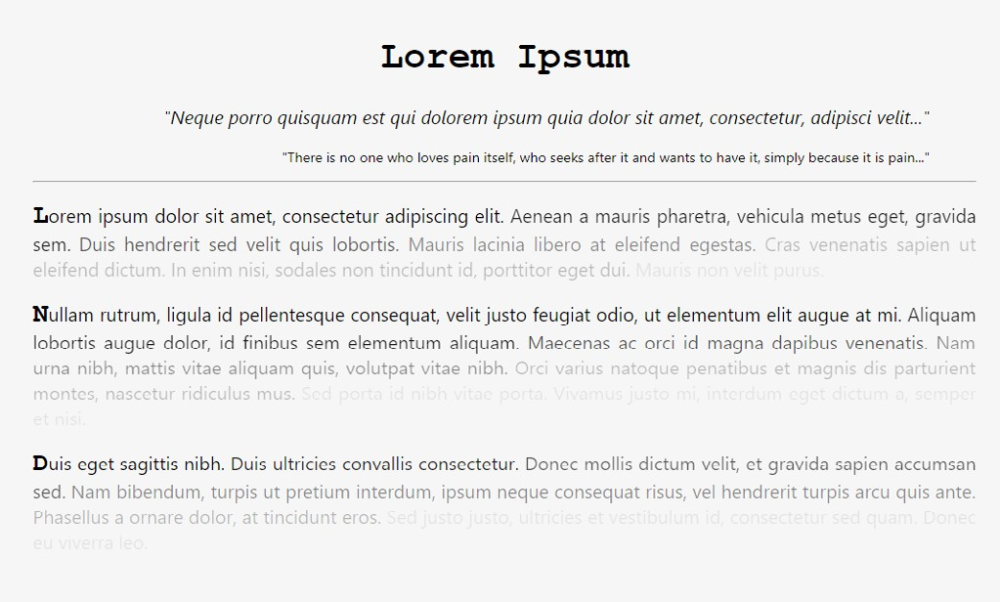 Lorem Ipsum
"Neque porro quisquam est qui dolorem ipsum quia dolor sit amet, consectetur, adipisci velit..."
"There is no one who loves pain itself, who seeks after it and wants to have it, simply because it is pain..."
Lorem ipsum dolor sit amet, consectetur adipiscing elit. Aenean a mauris pharetra, vehicula metus eget, gravida
sem. Duis hendrerit sed velit quis lobortis. Mauris lacinia libero at eleifend egestas. Cras venenatis sapien ut
eleifend dictum. In enim nisi, sodales non tincidunt id, porttitor eget dui. Mauris non velit purus.
Nullam rutrum, ligula id pellentesque consequat, velit justo feugiat odio, ut elementum elit augue at mi. Aliquam
lobortis augue dolor, id finibus sem elementum aliquam. Maecenas ac orci id magna dapibus venenatis. Nam
urna nibh, mattis vitae aliquam quis, volutpat vitae nibh. Orci varius natoque penatibus et magnis dis parturient
montes, nascetur ridiculus mus. Sed porta id nibh vitae porta. Vivamus justo mi, interdum eget dictum a, semper
et nisi.
Duis eget sagittis nibh. Duis ultricies convallis consectetur. Donec mollis dictum velit, et gravida sapien accumsan
sed. Nam bibendum, turpis ut pretium interdum, ipsum neque consequat risus, vel hendrerit turpis arcu quis ante.
Phasellus a ornare dolor, at tincidunt eros. Sed justo justo, ultricies et vestibulum id, consectetur sed quam. Donec
eu viverra leo.